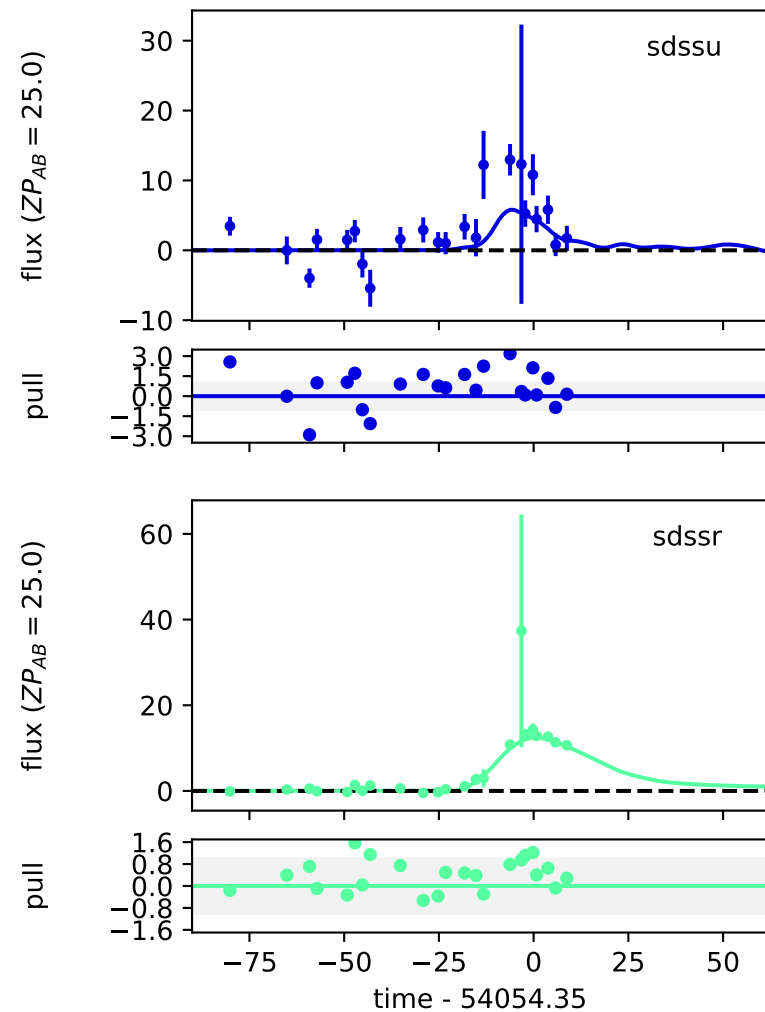 sdssu
flux (ZP_AB = 25.0)
30
20
10
0
−10
pull
3.0
1.5
0.0
−1.5
−3.0
sdssr
flux (ZP_AB = 25.0)
60
40
20
0
pull
1.6
0.8
0.0
−0.8
−1.6
−75 −50 −25 0 25 50
time - 54054.35